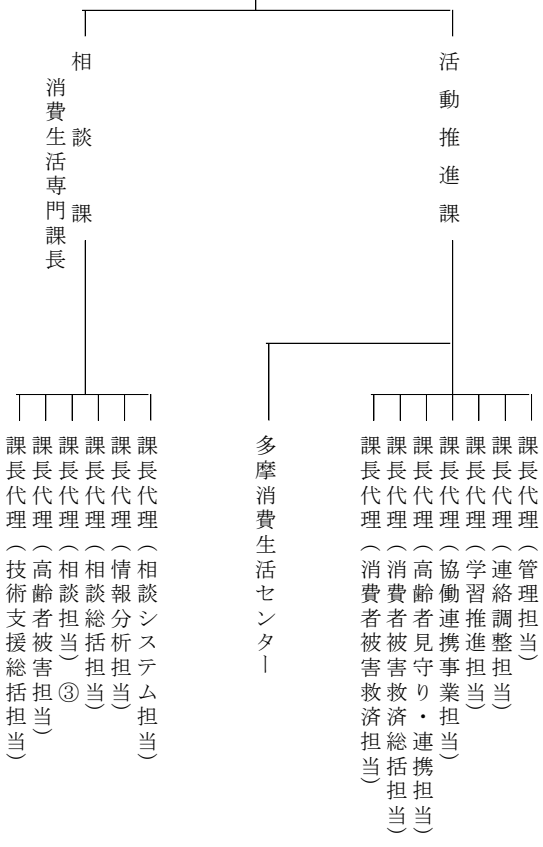 活動推進課
課長代理（管理担当）
課長代理（連絡調整担当）
課長代理（学習推進担当）
課長代理（協働連携事業担当）
課長代理（高齢者見守り・連携担当）
課長代理（消費者被害救済総括担当）
課長代理（消費者被害救済担当）
多摩消費生活センター
相談課
消費生活専門課長
課長代理（相談システム担当）
課長代理（情報分析担当）
課長代理（相談総括担当）
課長代理（相談担当）③
課長代理（高齢者被害担当）
課長代理（技術支援総括担当）